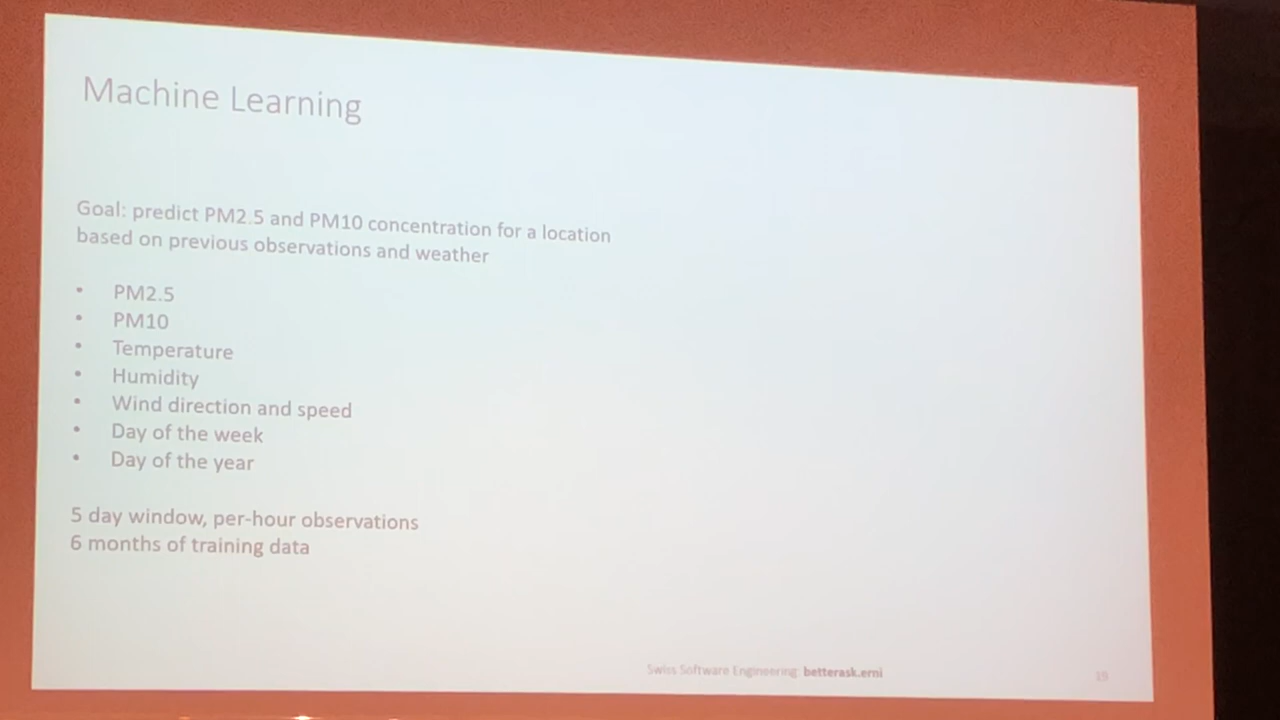 Machine Learning
Goal: predict PM2.5 and PM10 concentration for a location
based on previous observations and weather
• PM2.5
• PM10
• Temperature
• Humidity
• Wind direction and speed
• Day of the week
• Day of the year
5 day window, per-hour observations
6 months of training data
Swiss Software Engineering betterask.erni
19